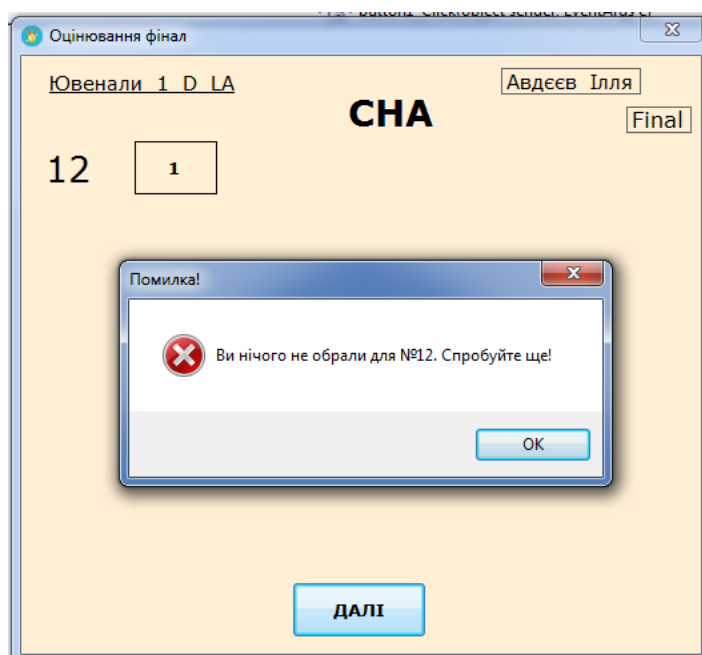 Оцінювання фінал
Ювенали 1 D LA
Авдєєв Ілля
CHA
Final
12
1
Помилка!
Ви нічого не обрали для №12. Спробуйте ще!
OK
ДАЛІ